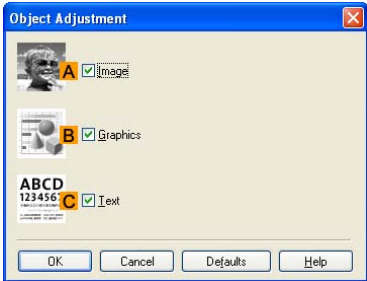 Object Adjustment
A Image
B Graphics
ABCD
123456
C Text
OK Cancel Defaults Help